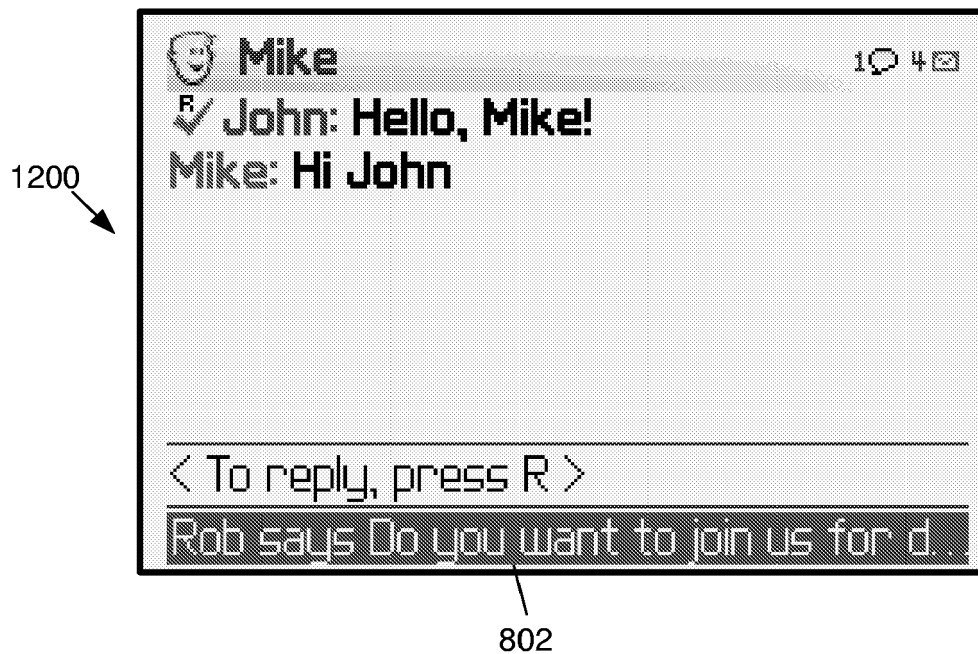 Mike 1 4
R John: Hello, Mike!
Mike: Hi John
1200
< To reply, press R >
Rob says Do you want to join us for d...
802